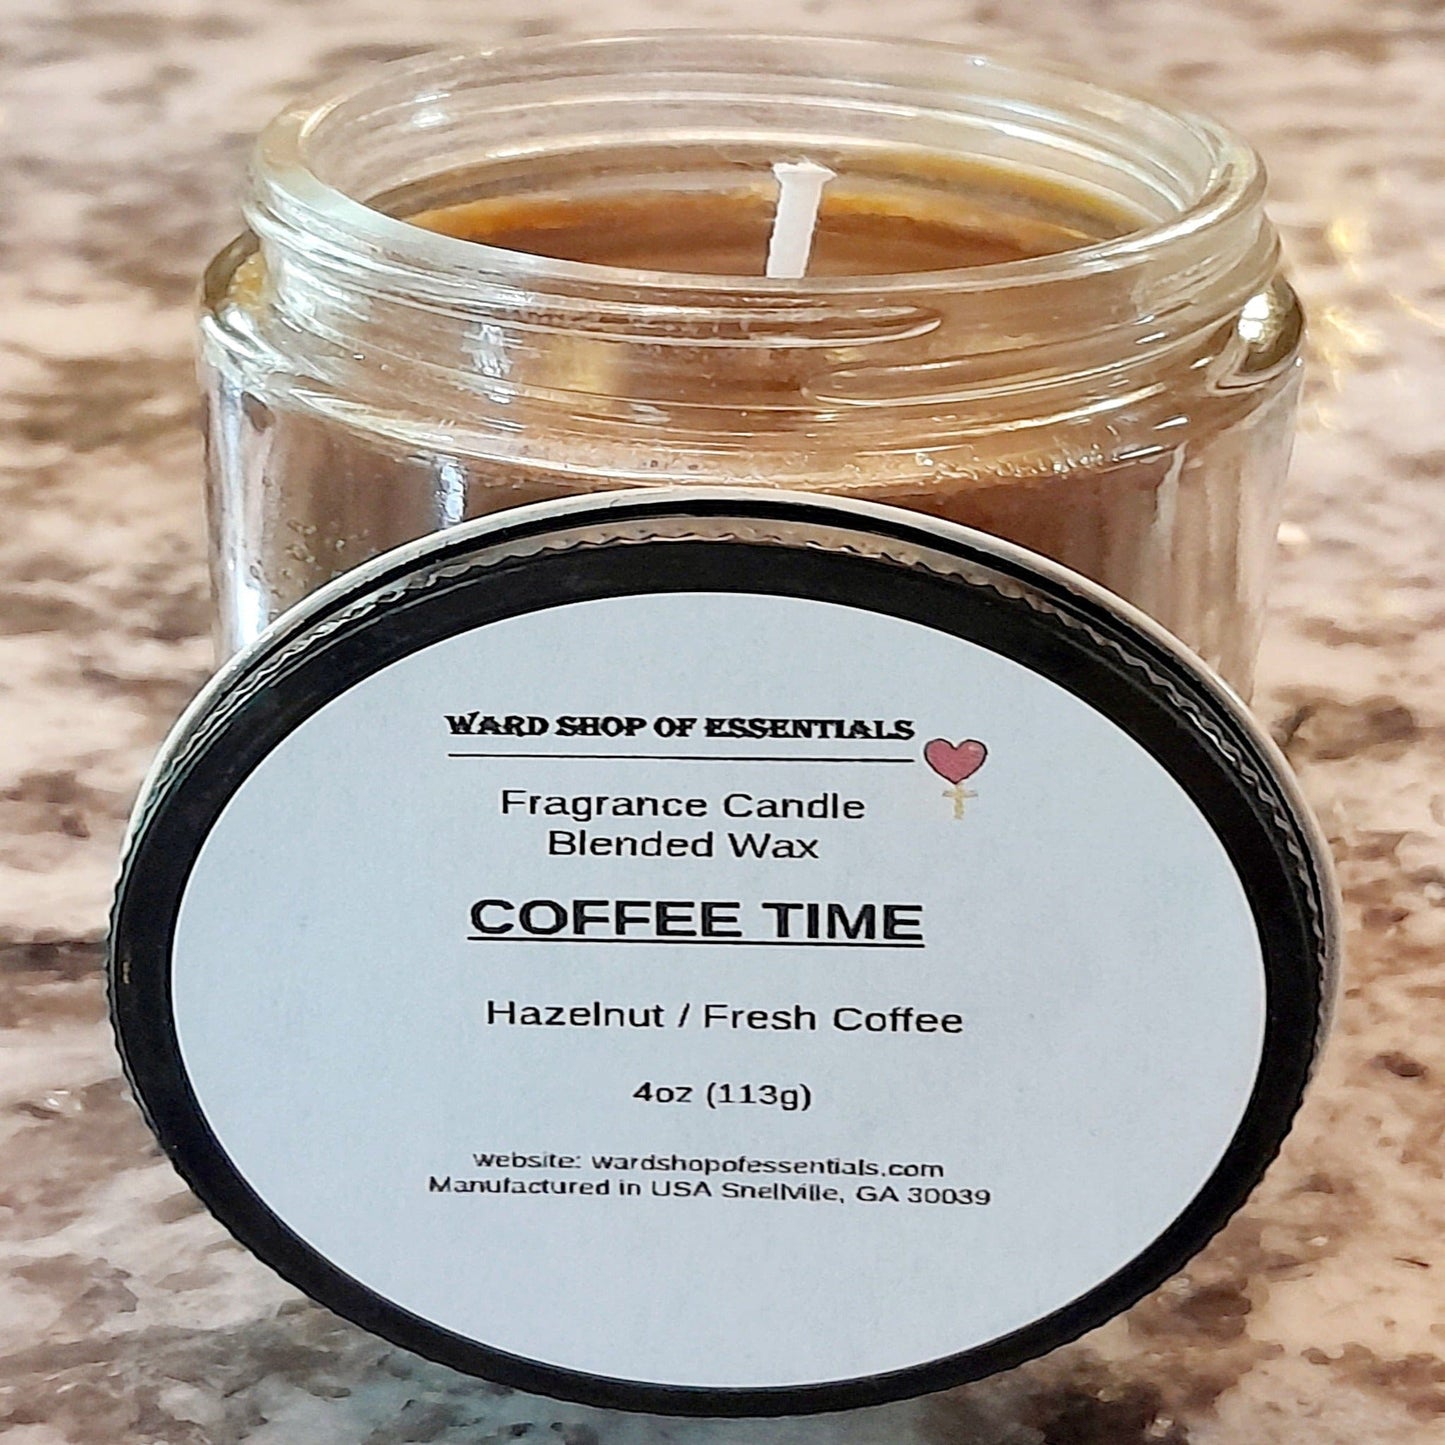 WARD SHOP OF ESSENTIALS
Fragrance Candle
Blended Wax
COFFEE TIME
Hazelnut / Fresh Coffee
4oz (113g)
website: wardshopofessentials.com
Manufactured in USA Snellville, GA 30039